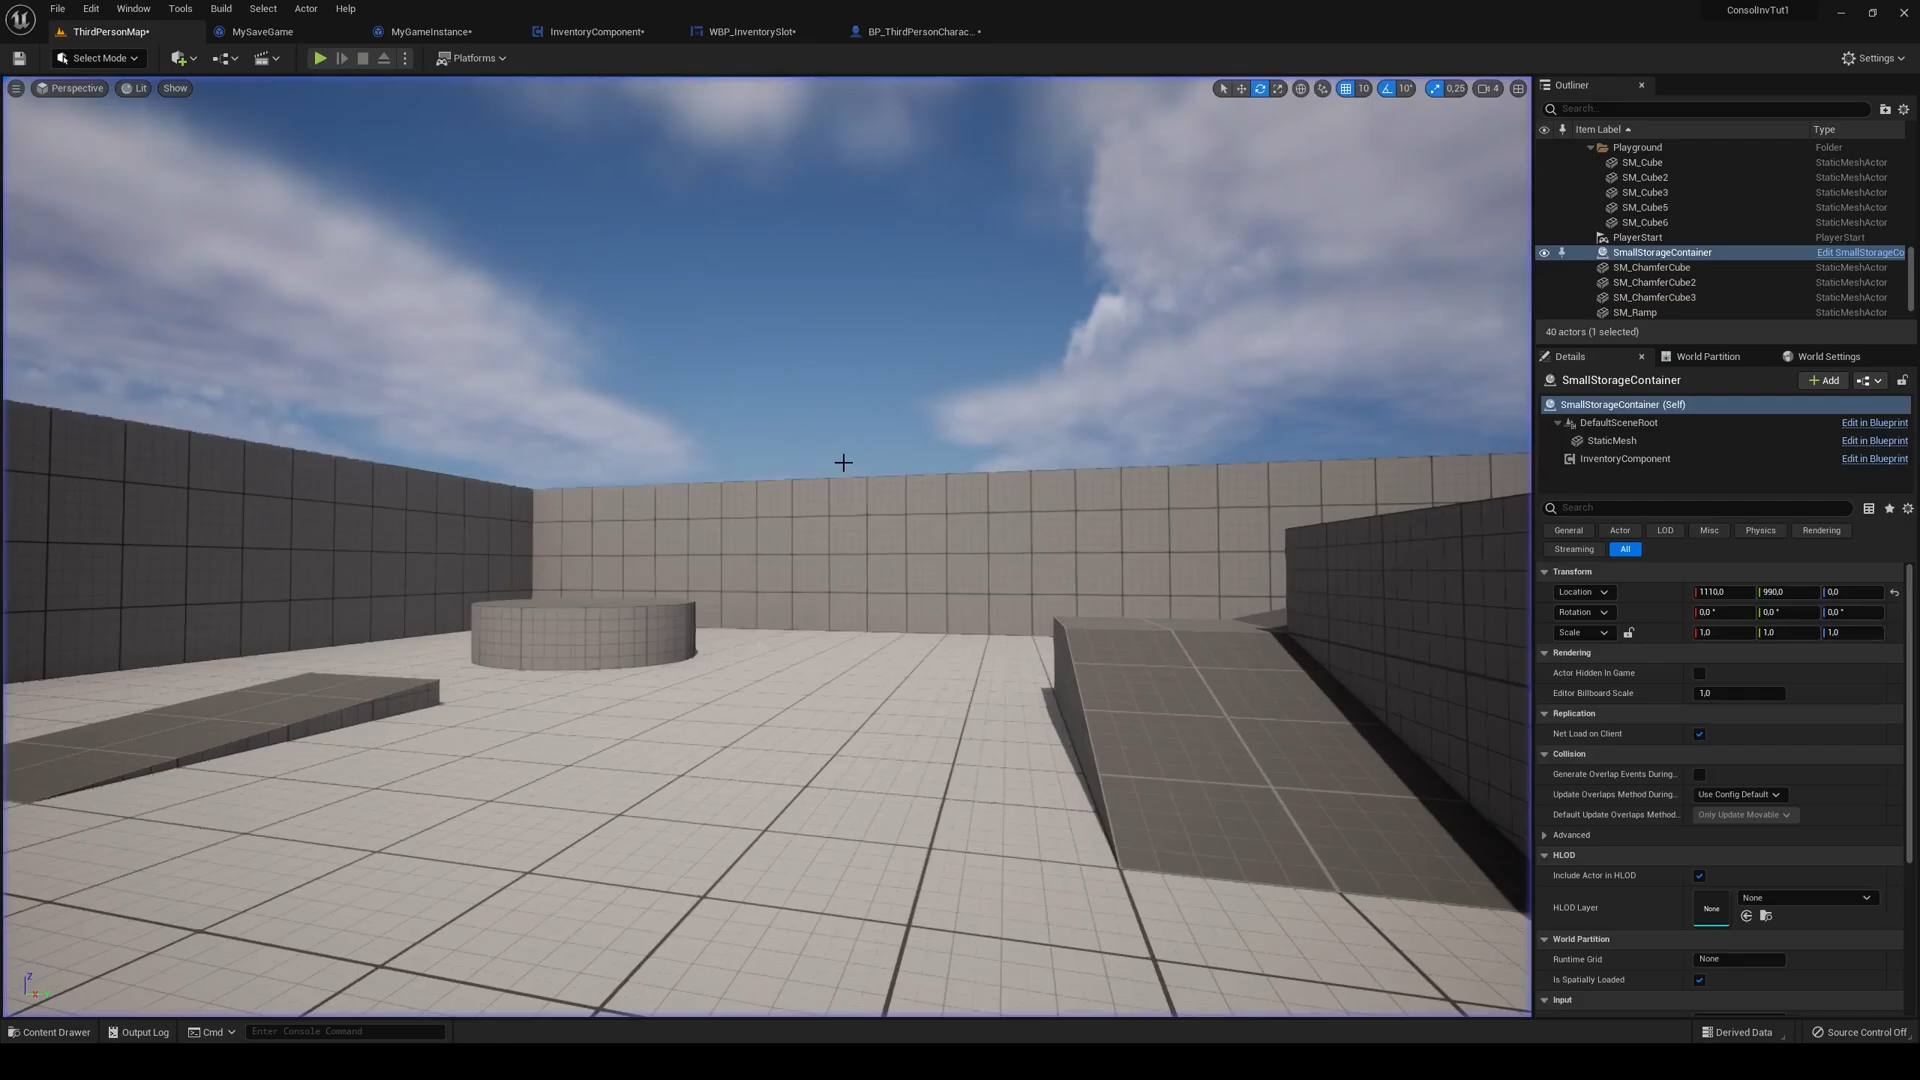 File Edit Window Tools Build Select Actor Help
ConsolInvTut1
ThirdPersonMap* MySaveGame MyGameInstance* InventoryComponent* WBP_InventorySlot* BP_ThirdPersonCharac...*
Select Mode Platforms Settings
Perspective Lit Show 10 10° 0,25 4
Outliner
Search...
Item Label Type
Playground Folder
SM_Cube StaticMeshActor
SM_Cube2 StaticMeshActor
SM_Cube3 StaticMeshActor
SM_Cube5 StaticMeshActor
SM_Cube6 StaticMeshActor
PlayerStart PlayerStart
SmallStorageContainer Edit SmallStorageCo
SM_ChamferCube StaticMeshActor
SM_ChamferCube2 StaticMeshActor
SM_ChamferCube3 StaticMeshActor
SM_Ramp StaticMeshActor
40 actors (1 selected)
Details World Partition World Settings
SmallStorageContainer Add
SmallStorageContainer (Self)
DefaultSceneRoot Edit in Blueprint
StaticMesh Edit in Blueprint
InventoryComponent Edit in Blueprint
Search
General Actor LOD Misc Physics Rendering
Streaming All
Transform
Location 1110,0 990,0 0,0
Rotation 0,0 ° 0,0 ° 0,0 °
Scale 1,0 1,0 1,0
Rendering
Actor Hidden In Game
Editor Billboard Scale 1,0
Replication
Net Load on Client
Collision
Generate Overlap Events During...
Update Overlaps Method During... Use Config Default
Default Update Overlaps Method... Only Update Movable
Advanced
HLOD
Include Actor in HLOD
HLOD Layer None None
World Partition
Runtime Grid None
Is Spatially Loaded
Input
Z
Content Drawer Output Log Cmd Enter Console Command Derived Data Source Control Off